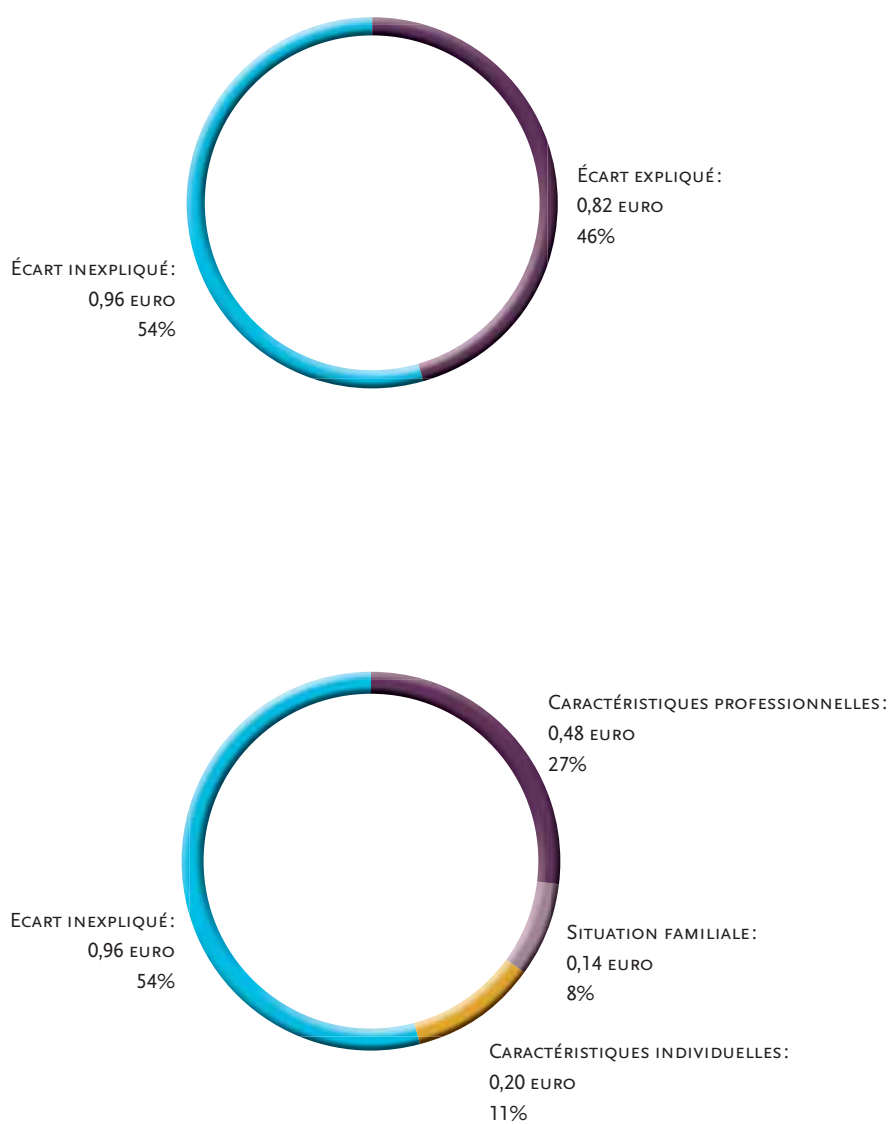 Écart expliqué:
0,82 euro
46%
Écart inexpliqué:
0,96 euro
54%
Caractéristiques professionnelles:
0,48 euro
27%
Ecart inexpliqué:
0,96 euro
54%
Situation familiale:
0,14 euro
8%
Caractéristiques individuelles:
0,20 euro
11%